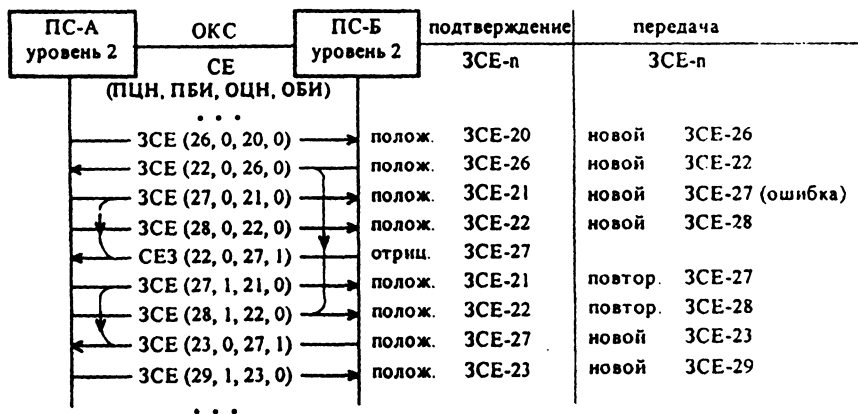 ПС-А
уровень 2
ОКС
ПС-Б
уровень 2
подтверждение
передача
СЕ
(ПЦН, ПБИ, ОЦН, ОБИ)
ЗСЕ-n
ЗСЕ-n
. . .
ЗСЕ (26, 0, 20, 0) полож. ЗСЕ-20 новой ЗСЕ-26
ЗСЕ (22, 0, 26, 0) полож. ЗСЕ-26 новой ЗСЕ-22
ЗСЕ (27, 0, 21, 0) полож. ЗСЕ-21 новой ЗСЕ-27 (ошибка)
ЗСЕ (28, 0, 22, 0) полож. ЗСЕ-22 новой ЗСЕ-28
СЕЗ (22, 0, 27, 1) отриц. ЗСЕ-27
ЗСЕ (27, 1, 21, 0) полож. ЗСЕ-21 повтор. ЗСЕ-27
ЗСЕ (28, 1, 22, 0) полож. ЗСЕ-22 повтор. ЗСЕ-28
ЗСЕ (23, 0, 27, 1) полож. ЗСЕ-27 новой ЗСЕ-23
ЗСЕ (29, 1, 23, 0) полож. ЗСЕ-23 новой ЗСЕ-29
. . .